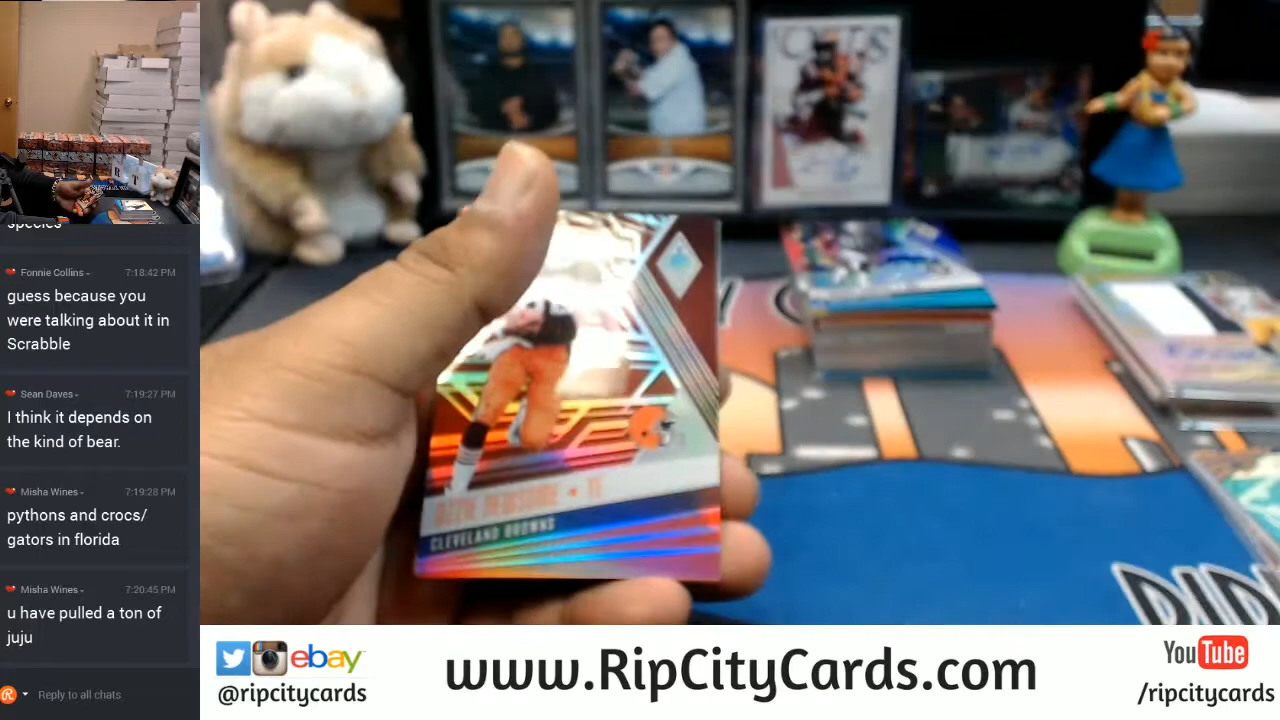 species
Fonnie Collins- 7:18:42 PM
guess because you
were talking about it in
Scrabble
Sean Daves- 7:19:27 PM
I think it depends on
the kind of bear.
Misha Wines- 7:19:28 PM
pythons and crocs/
gators in florida
Misha Wines- 7:20:45 PM
u have pulled a ton of
juju
Reply to all chats
TE
CLEVELAND BROWNS
ebay
@ripcitycards
www.RipCityCards.com
YouTube
/ripcitycards